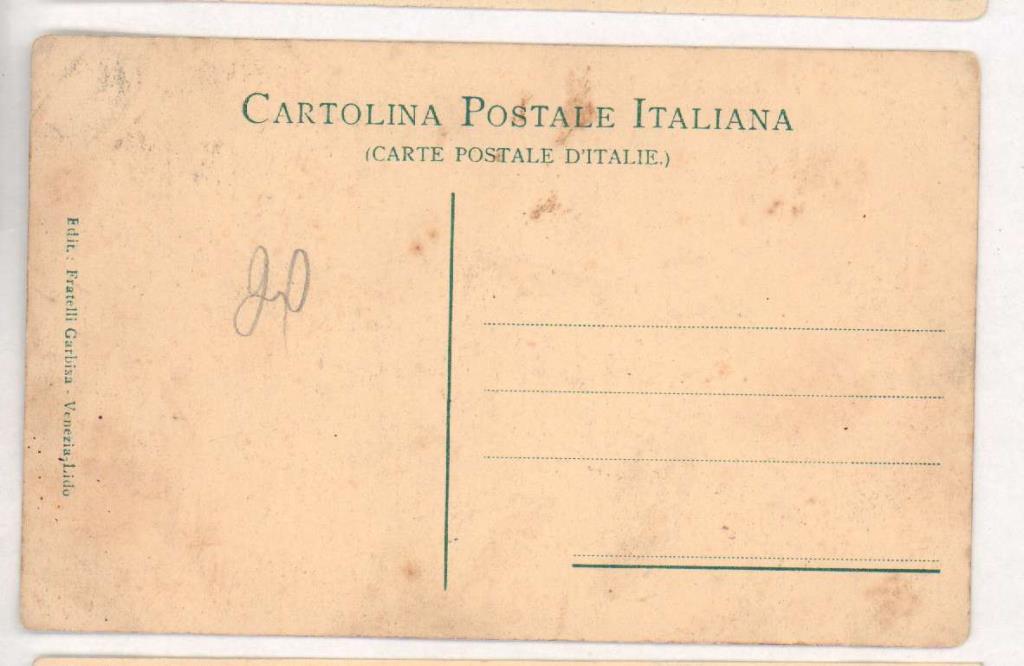 CARTOLINA POSTALE ITALIANA
(CARTE POSTALE D'ITALIE.)
Edit.: Fratelli Garbisa - Venezia-Lido